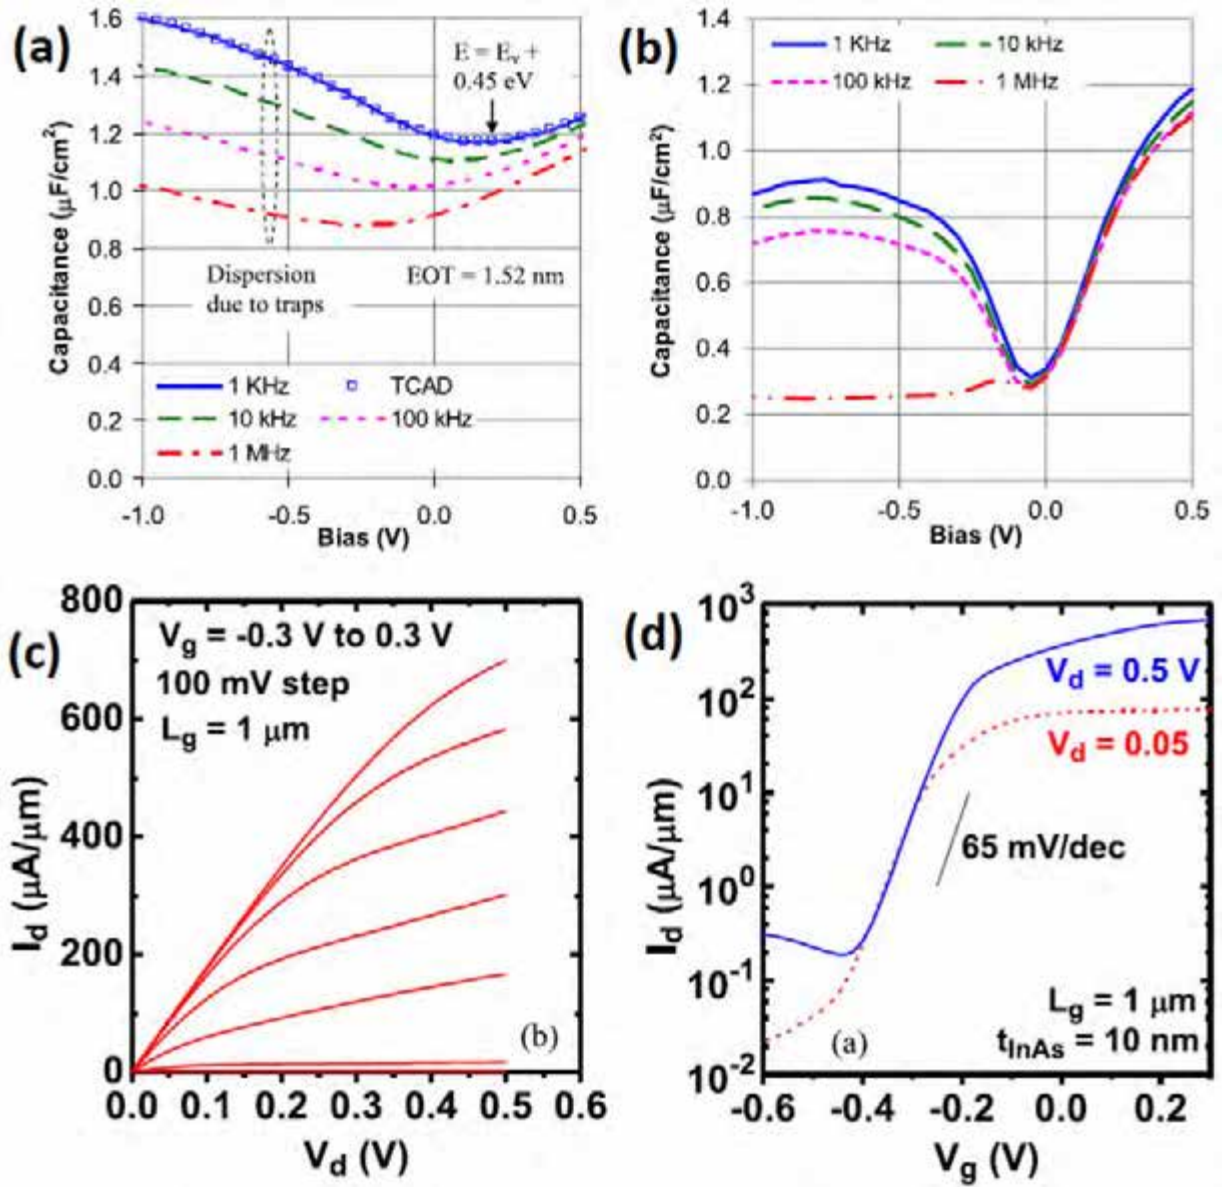 (a)
1.6
1.4
1.2
1.0
0.8
0.6
0.4
0.2
0.0
Capacitance (μF/cm²)
E = Eᵥ +
0.45 eV
Dispersion
due to traps
EOT = 1.52 nm
1 KHz
TCAD
10 kHz
100 kHz
1 MHz
-1.0 -0.5 0.0 0.5
Bias (V)
(b)
1.4
1.2
1.0
0.8
0.6
0.4
0.2
0.0
Capacitance (μF/cm²)
1 KHz
10 kHz
100 kHz
1 MHz
-1.0 -0.5 0.0 0.5
Bias (V)
(c)
800
600
400
200
0
I_d (μA/μm)
V_g = -0.3 V to 0.3 V
100 mV step
L_g = 1 μm
(b)
0.0 0.1 0.2 0.3 0.4 0.5 0.6
V_d (V)
(d)
10³
10²
10¹
10⁰
10⁻¹
10⁻²
I_d (μA/μm)
V_d = 0.5 V
V_d = 0.05
65 mV/dec
L_g = 1 μm
t_InAs = 10 nm
(a)
-0.6 -0.4 -0.2 0.0 0.2
V_g (V)